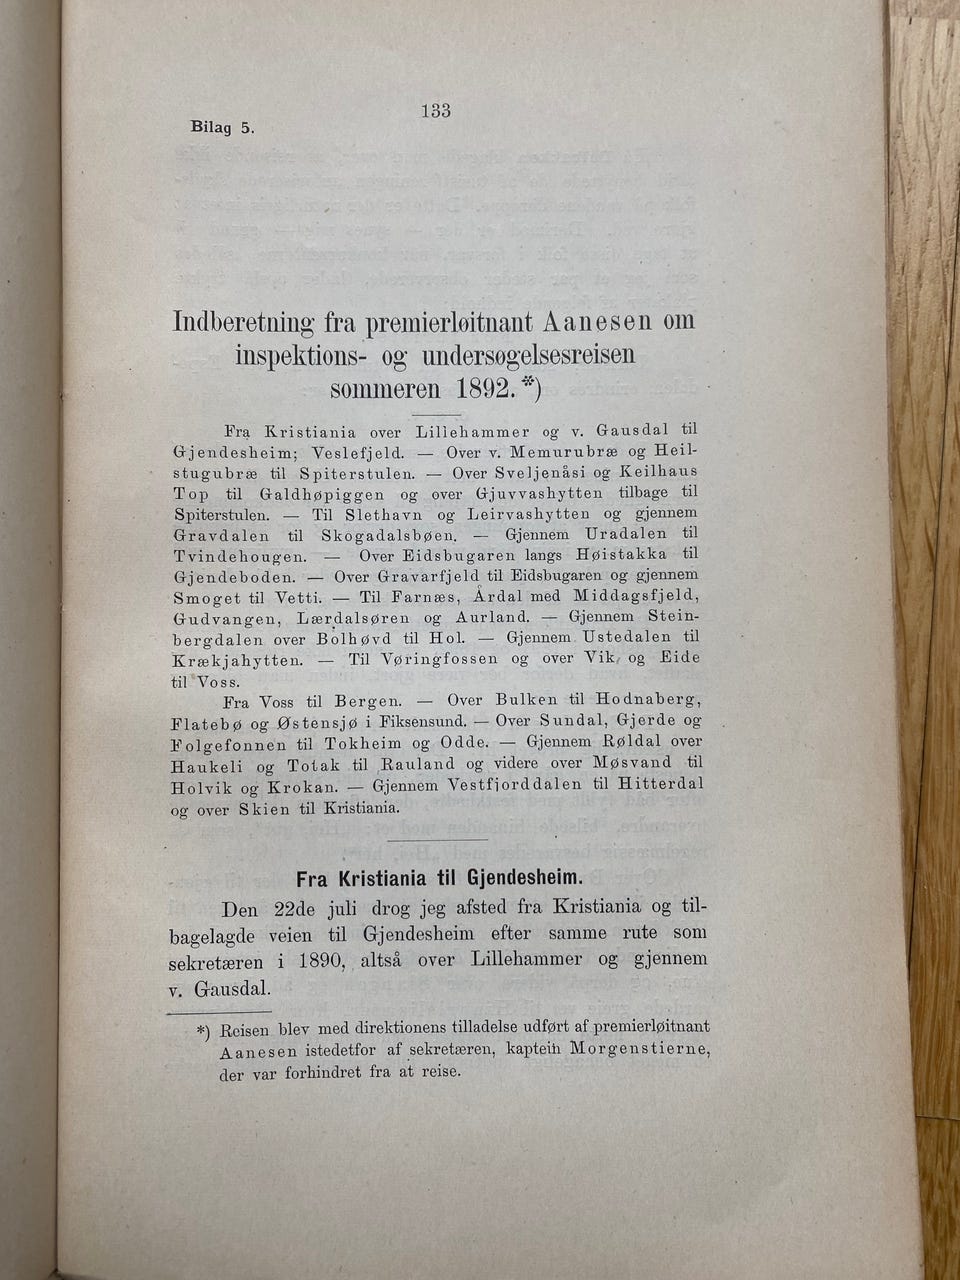 133
Bilag 5.
Indberetning fra premierløitnant Aanesen om
inspektions- og undersøgelsesreisen
sommeren 1892.*)
Fra Kristiania over Lillehammer og v. Gausdal til
Gjendesheim; Veslefjeld. — Over v. Memurubræ og Heil-
stugubræ til Spiterstulen. — Over Sveljenåsi og Keilhaus
Top til Galdhøpiggen og over Gjuvvashytten tilbage til
Spiterstulen. — Til Slethavn og Leirvashytten og gjennem
Gravdalen til Skogadalsbøen. — Gjennem Uradalen til
Tvindehougen. — Over Eidsbugaren langs Høistakka til
Gjendeboden. — Over Gravarfjeld til Eidsbugaren og gjennem
Smoget til Vetti. — Til Farnæs, Årdal med Middagsfjeld,
Gudvangen, Lærdalsøren og Aurland. — Gjennem Stein-
bergdalen over Bolhøvd til Hol. — Gjennem Ustedalen til
Krækjahytten. — Til Vøringfossen og over Vik og Eide
til Voss.
Fra Voss til Bergen. — Over Bulken til Hodnaberg,
Flatebø og Østensjø i Fiksensund. — Over Sundal, Gjerde og
Folgefonnen til Tokheim og Odde. — Gjennem Røldal over
Haukeli og Totak til Rauland og videre over Møsvand til
Holvik og Krokan. — Gjennem Vestfjorddalen til Hitterdal
og over Skien til Kristiania.
Fra Kristiania til Gjendesheim.
Den 22de juli drog jeg afsted fra Kristiania og til-
bagelagde veien til Gjendesheim efter samme rute som
sekretæren i 1890, altså over Lillehammer og gjennem
v. Gausdal.
*) Reisen blev med direktionens tilladelse udført af premierløitnant
Aanesen istedetfor af sekretæren, kaptein Morgenstierne,
der var forhindret fra at reise.